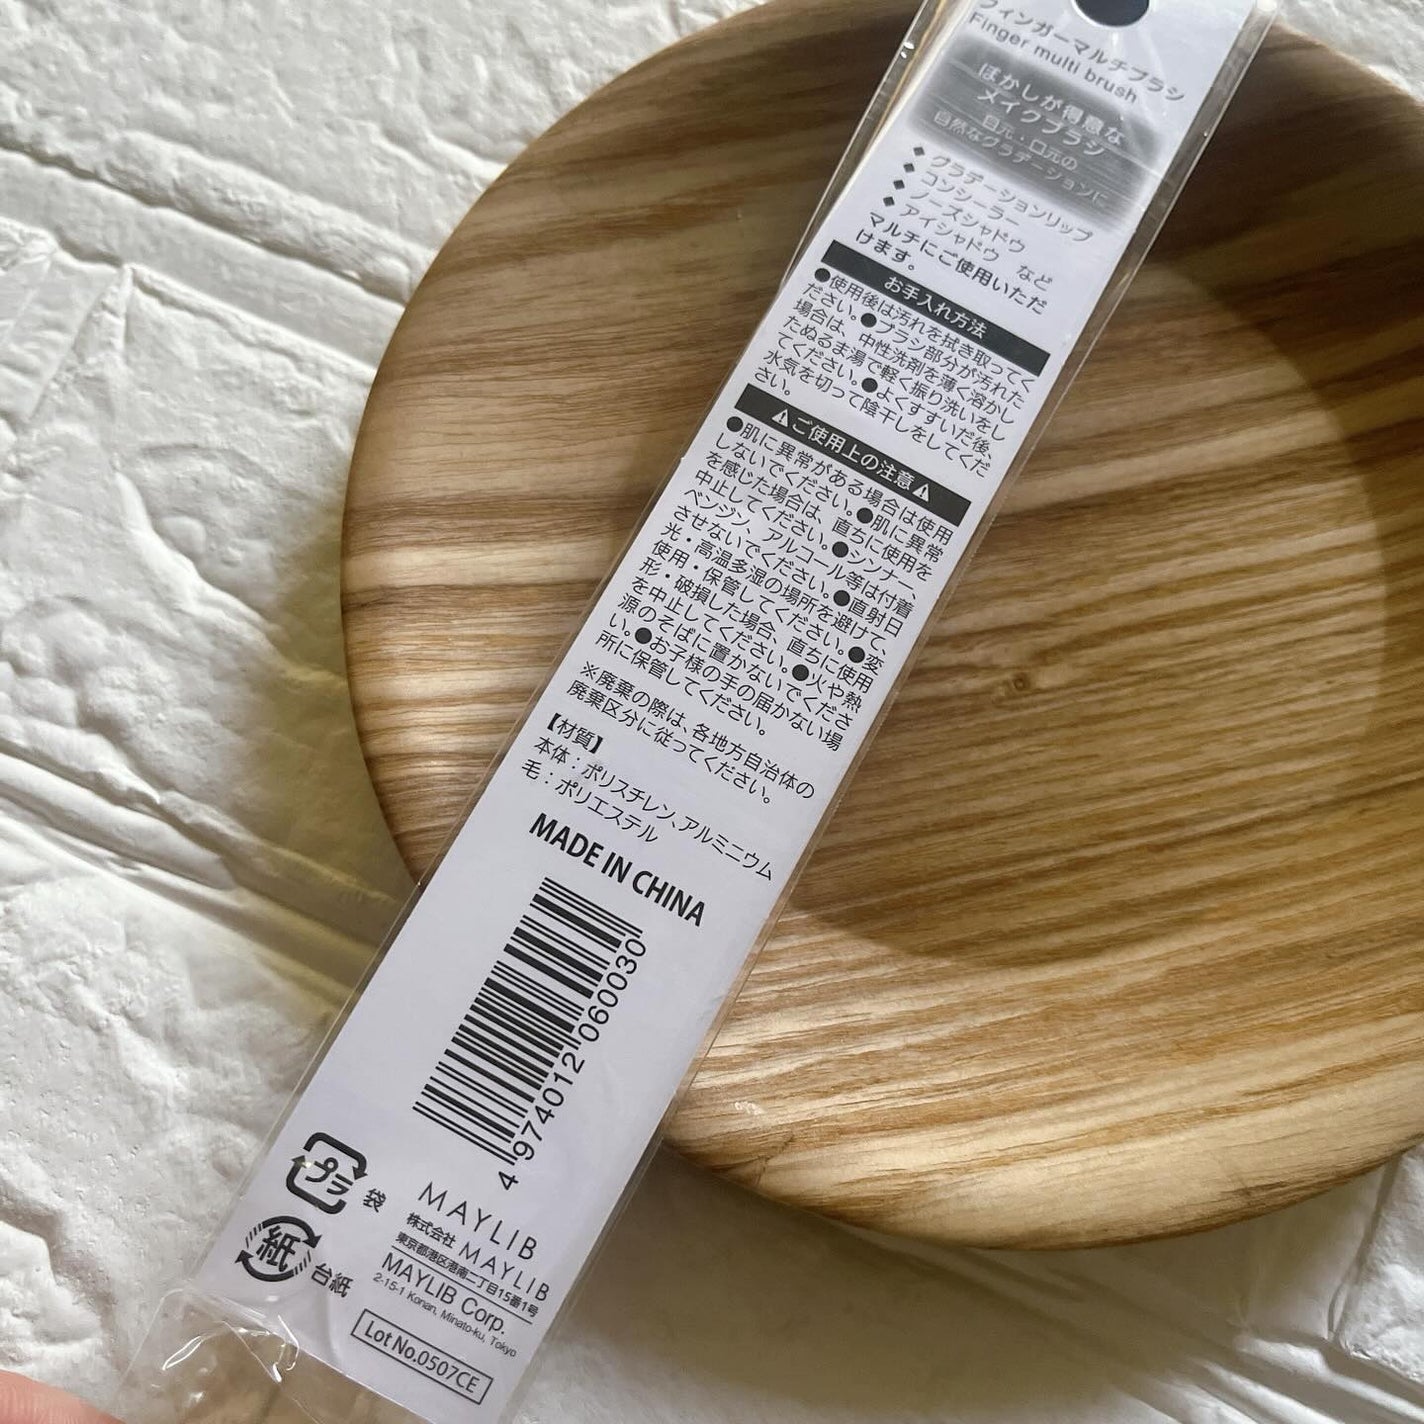 フィンガーマルチブラシ
Finger multi brush
ぼかしが得意な
メイクブラシ
目元・口元の
自然なグラデーションに
◆ グラデーションリップ
◆ コンシーラー
◆ ノーズシャドウ
◆ アイシャドウ など
マルチにご使用いただ
けます。
お手入れ方法
●使用後は汚れを拭き取ってく
ださい。●ブラシ部分が汚れた
場合は、中性洗剤を薄く溶かし
たぬるま湯で軽く振り洗いをし
てください。●よくすすいだ後、
水気を切って陰干しをしてくだ
さい。
⚠ご使用上の注意⚠
●肌に異常がある場合は使用
しないでください。●肌に異常
を感じた場合は、直ちに使用を
中止してください。●シンナー、
ベンジン、アルコール等は付着
させないでください。●直射日
光・高温多湿の場所を避けて、
使用・保管してください。●変
形・破損した場合、直ちに使用
を中止してください。●火や熱
源のそばに置かないでくださ
い。●お子様の手の届かない場
所に保管してください。
※廃棄の際は、各地方自治体の
廃棄区分に従ってください。
【材質】
本体：ポリスチレン、アルミニウム
毛：ポリエステル
MADE IN CHINA
4 974012 060030
プラ 袋
紙 台紙
MAYLIB
株式会社 MAYLIB
東京都港区港南二丁目15番1号
MAYLIB Corp.
2-15-1 Konan, Minato-ku, Tokyo
Lot No.0507CE